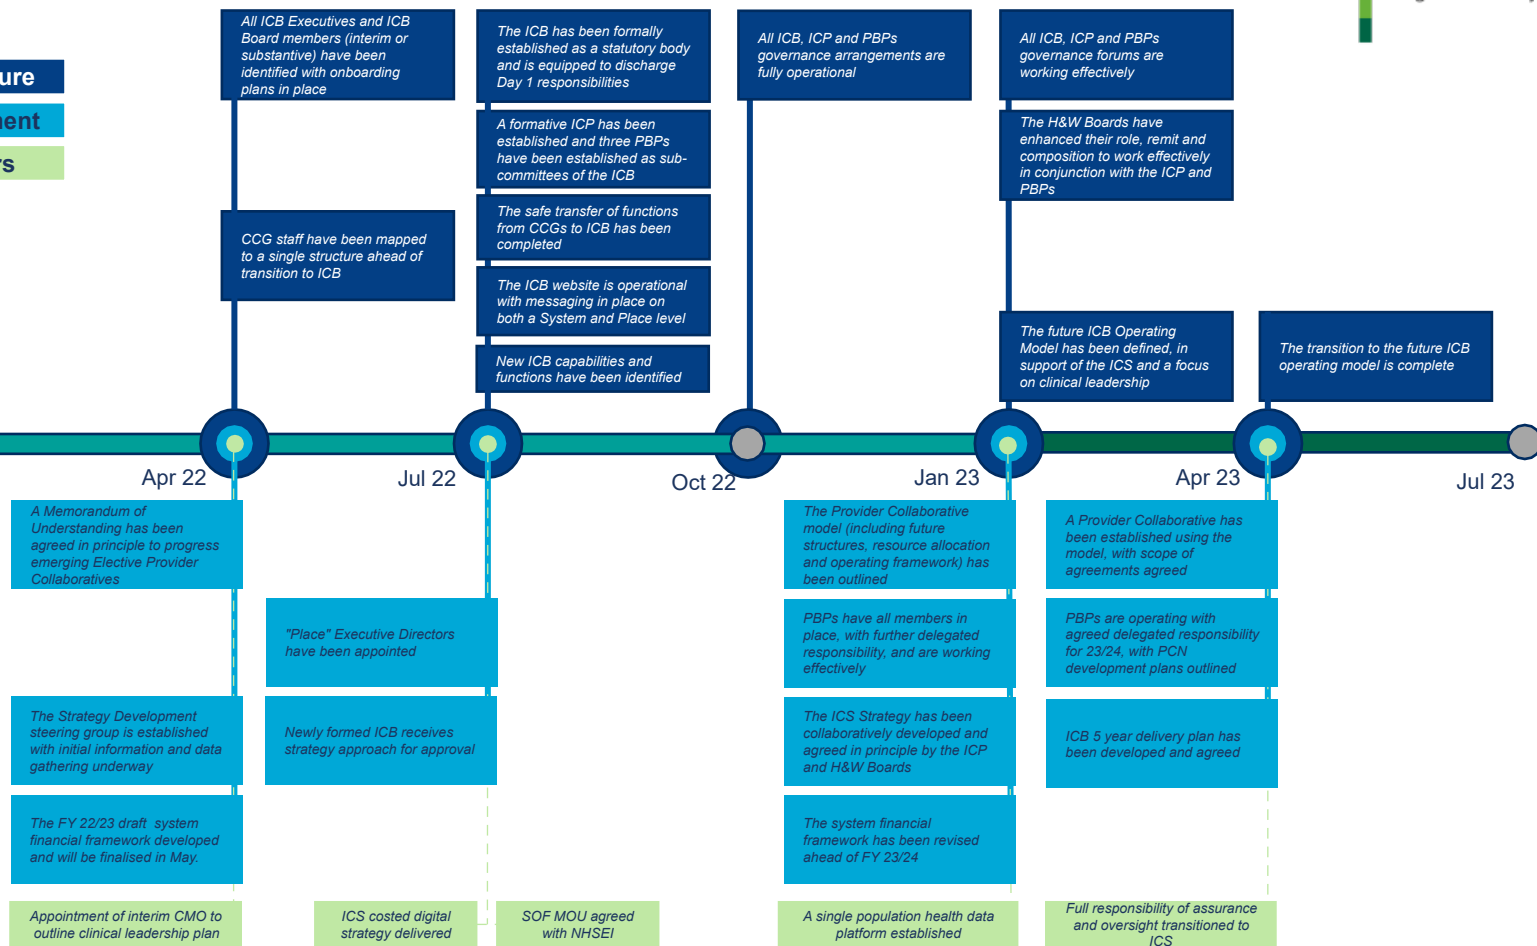 ure
ent
rs
All ICB Executives and ICB
Board members (interim or
substantive) have been
identified with onboarding
plans in place
CCG staff have been mapped
to a single structure ahead of
transition to ICB
The ICB has been formally
established as a statutory body
and is equipped to discharge
Day 1 responsibilities
A formative ICP has been
established and three PBPs
have been established as sub-
committees of the ICB
The safe transfer of functions
from CCGs to ICB has been
completed
The ICB website is operational
with messaging in place on
both a System and Place level
New ICB capabilities and
functions have been identified
All ICB, ICP and PBPs
governance arrangements are
fully operational
All ICB, ICP and PBPs
governance forums are
working effectively
The H&W Boards have
enhanced their role, remit and
composition to work effectively
in conjunction with the ICP and
PBPs
The future ICB Operating
Model has been defined, in
support of the ICS and a focus
on clinical leadership
The transition to the future ICB
operating model is complete
Apr 22
Jul 22
Oct 22
Jan 23
Apr 23
Jul 23
A Memorandum of
Understanding has been
agreed in principle to progress
emerging Elective Provider
Collaboratives
The Strategy Development
steering group is established
with initial information and data
gathering underway
The FY 22/23 draft system
financial framework developed
and will be finalised in May.
Appointment of interim CMO to
outline clinical leadership plan
"Place" Executive Directors
have been appointed
Newly formed ICB receives
strategy approach for approval
ICS costed digital
strategy delivered
SOF MOU agreed
with NHSEI
The Provider Collaborative
model (including future
structures, resource allocation
and operating framework) has
been outlined
PBPs have all members in
place, with further delegated
responsibility, and are working
effectively
The ICS Strategy has been
collaboratively developed and
agreed in principle by the ICP
and H&W Boards
The system financial
framework has been revised
ahead of FY 23/24
A single population health data
platform established
A Provider Collaborative has
been established using the
model, with scope of
agreements agreed
PBPs are operating with
agreed delegated responsibility
for 23/24, with PCN
development plans outlined
ICB 5 year delivery plan has
been developed and agreed
Full responsibility of assurance
and oversight transitioned to
ICS